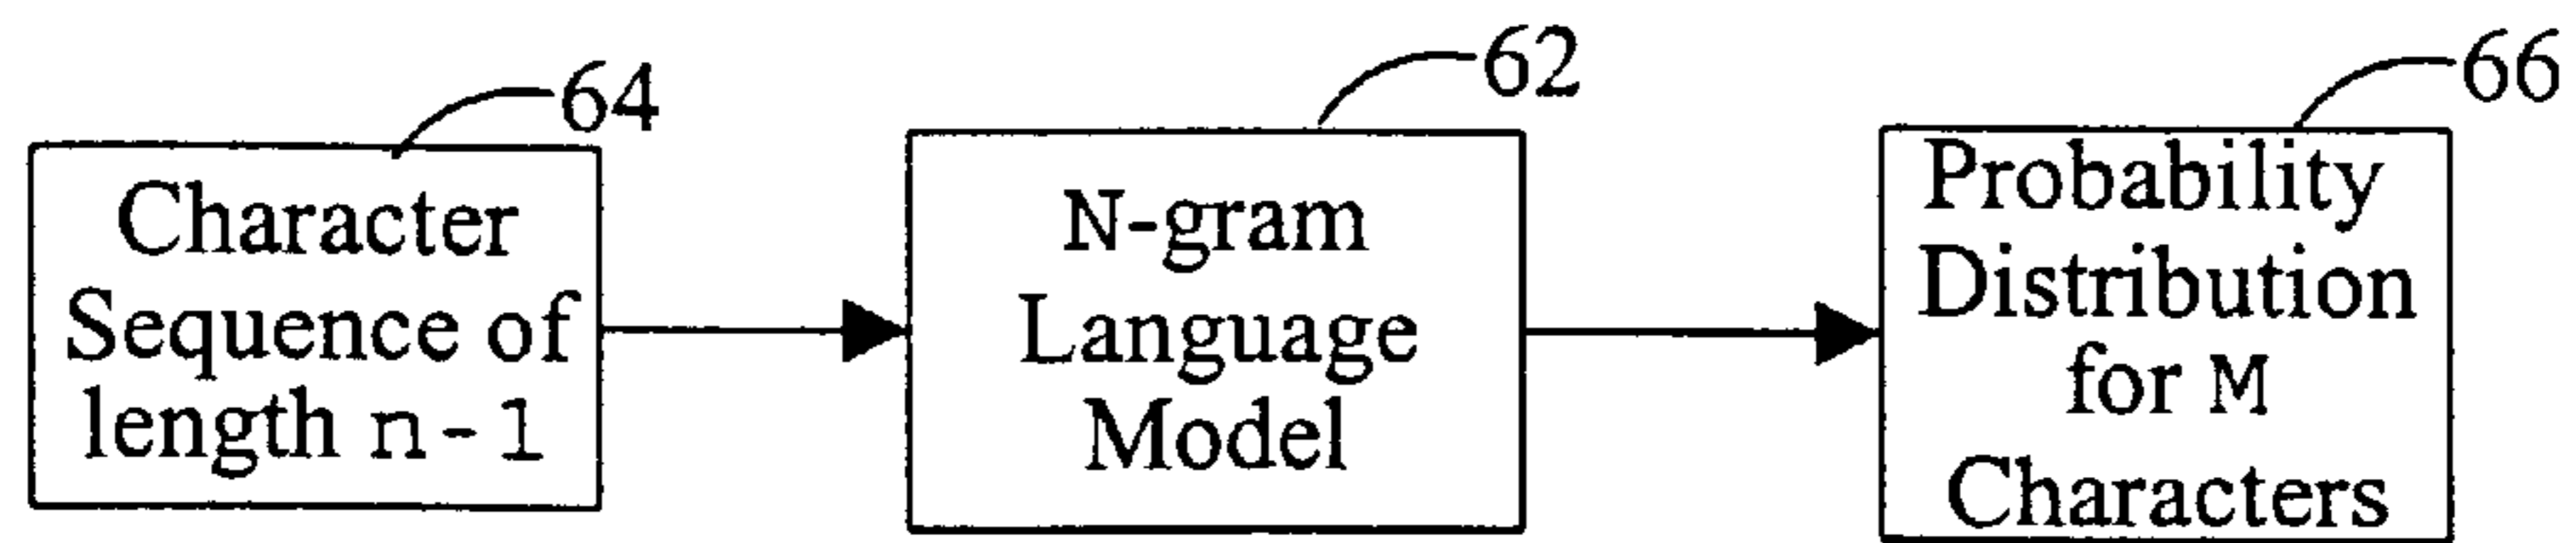 64
Character
Sequence of
length n-1
62
N-gram
Language
Model
66
Probability
Distribution
for M
Characters